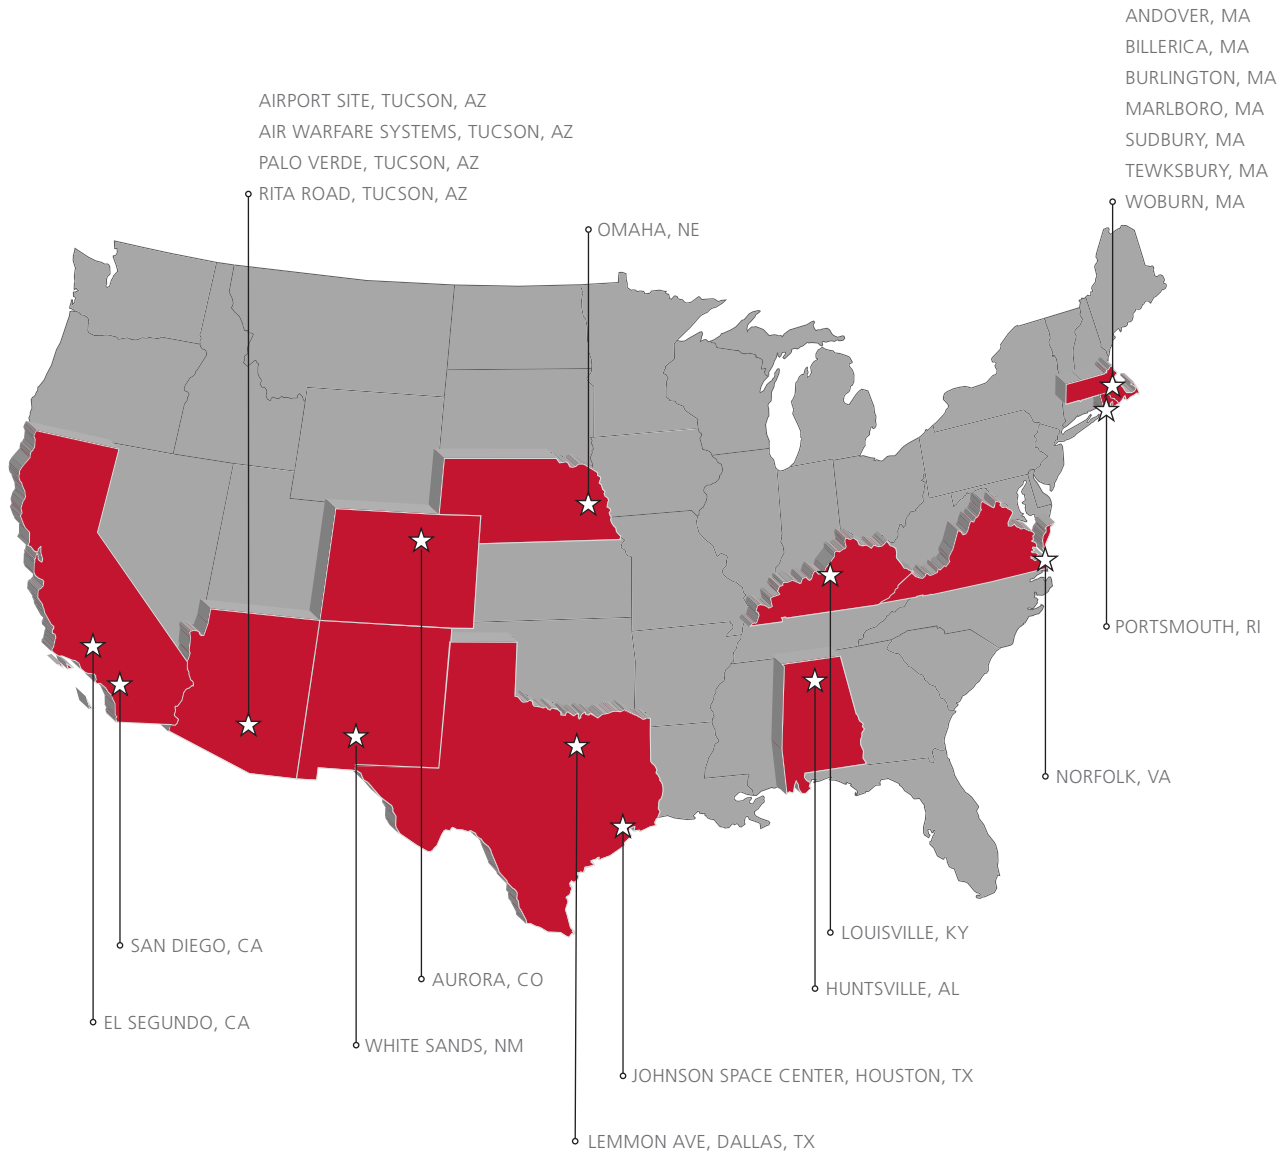 ANDOVER, MA
BILLERICA, MA
BURLINGTON, MA
MARLBORO, MA
SUDBURY, MA
TEWKSBURY, MA
WOBURN, MA
AIRPORT SITE, TUCSON, AZ
AIR WARFARE SYSTEMS, TUCSON, AZ
PALO VERDE, TUCSON, AZ
RITA ROAD, TUCSON, AZ
OMAHA, NE
PORTSMOUTH, RI
NORFOLK, VA
LOUISVILLE, KY
SAN DIEGO, CA
AURORA, CO
HUNTSVILLE, AL
EL SEGUNDO, CA
WHITE SANDS, NM
JOHNSON SPACE CENTER, HOUSTON, TX
LEMMON AVE, DALLAS, TX